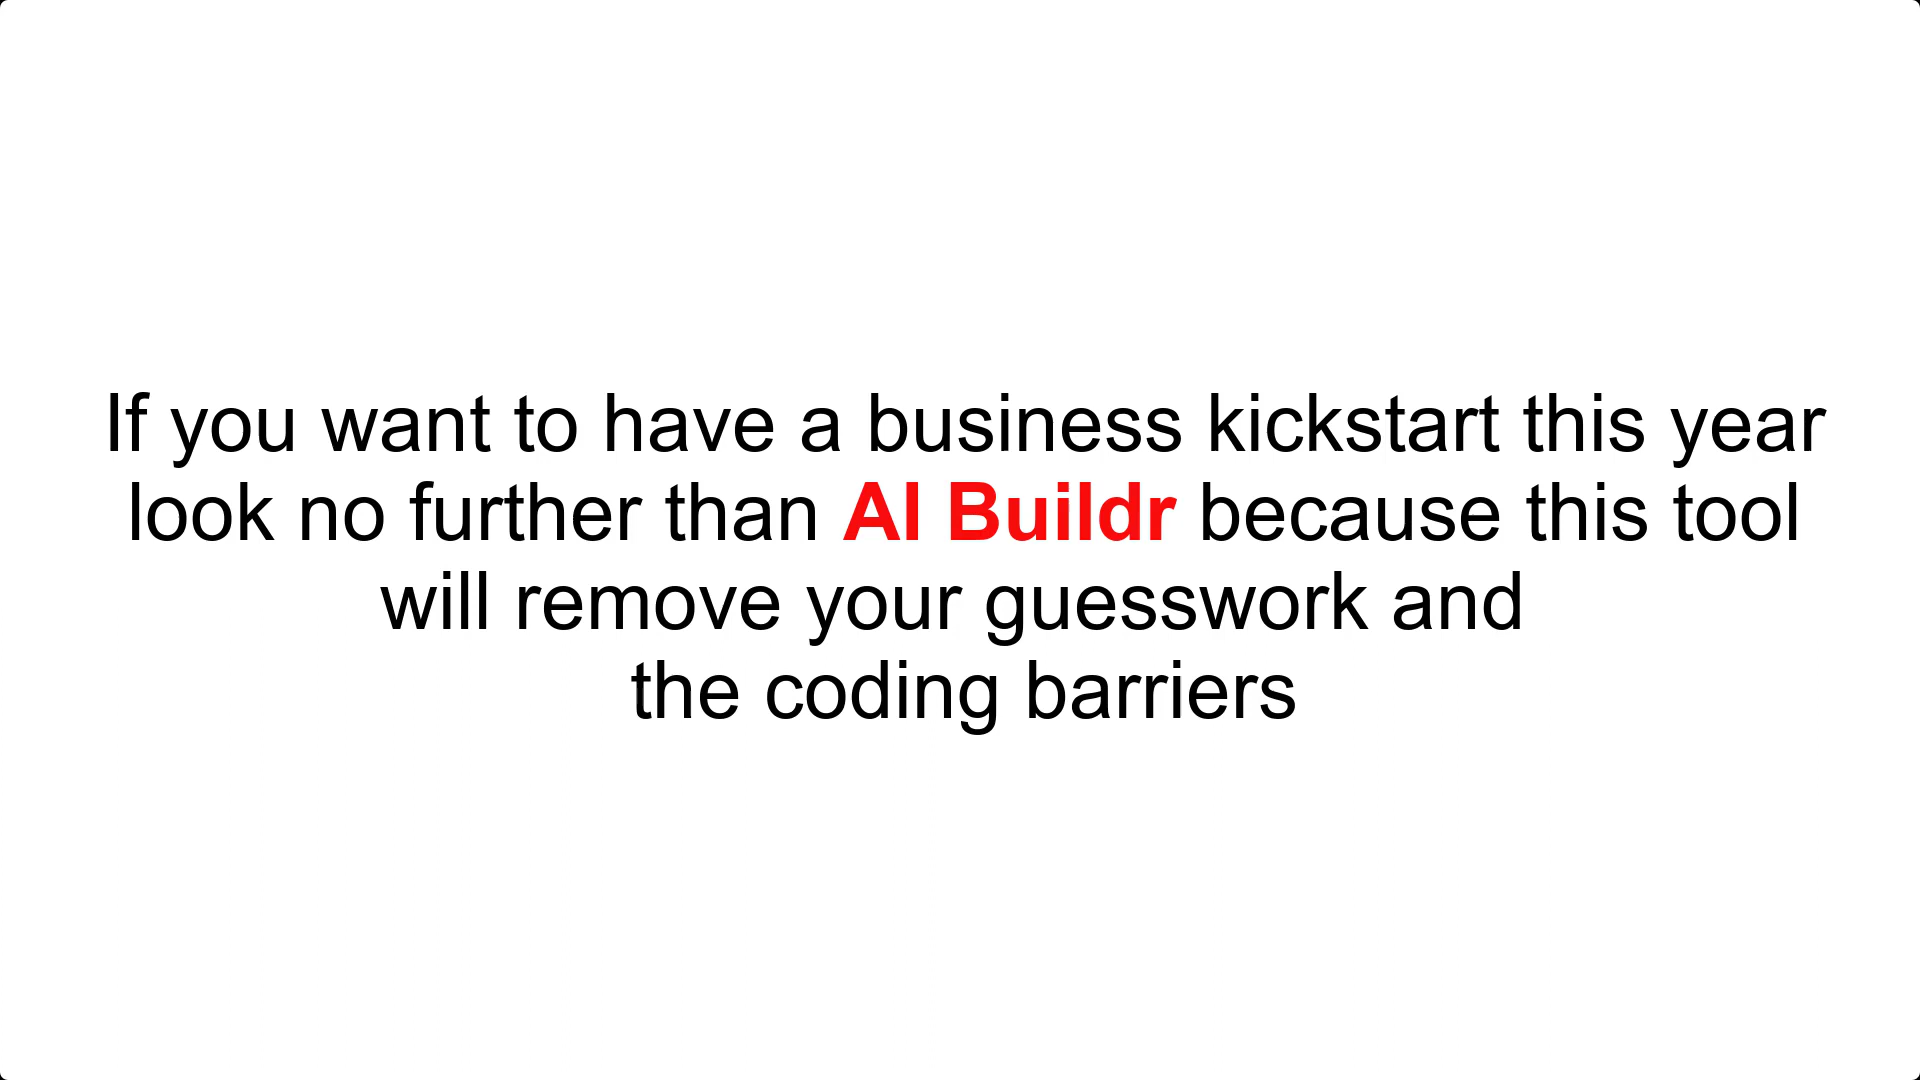 If you want to have a business kickstart this year
look no further than AI Buildr because this tool
will remove your guesswork and
the coding barriers